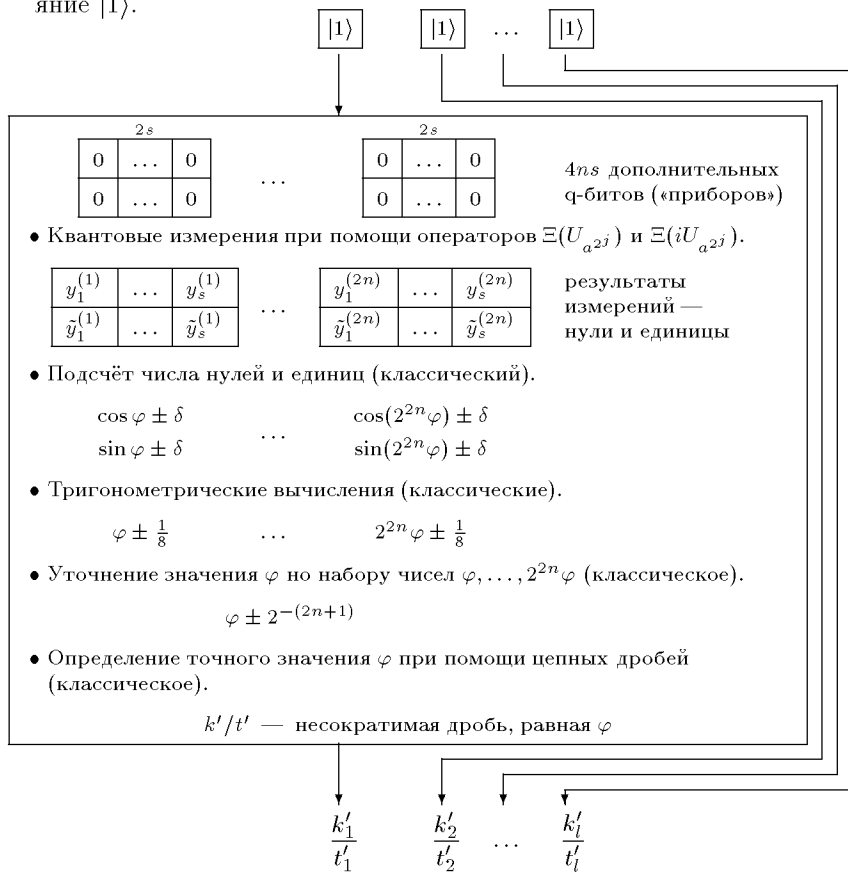 яние |1⟩.
|1⟩ |1⟩ … |1⟩
2s 2s
0 … 0 0 … 0
0 … 0 … 0 … 0
4ns дополнительных
q-битов («приборов»)
• Квантовые измерения при помощи операторов Ξ(U_{a^{2^j}}) и Ξ(iU_{a^{2^j}}).
y_1^{(1)} … y_s^{(1)} … y_1^{(2n)} … y_s^{(2n)}
ỹ_1^{(1)} … ỹ_s^{(1)} ỹ_1^{(2n)} … ỹ_s^{(2n)}
результаты
измерений —
нули и единицы
• Подсчёт числа нулей и единиц (классический).
cos φ ± δ cos(2^{2n}φ) ± δ
…
sin φ ± δ sin(2^{2n}φ) ± δ
• Тригонометрические вычисления (классические).
φ ± 1/8 … 2^{2n}φ ± 1/8
• Уточнение значения φ но набору чисел φ, …, 2^{2n}φ (классическое).
φ ± 2^{−(2n+1)}
• Определение точного значения φ при помощи цепных дробей
(классическое).
k′/t′ — несократимая дробь, равная φ
k′_1/t′_1 k′_2/t′_2 … k′_l/t′_l